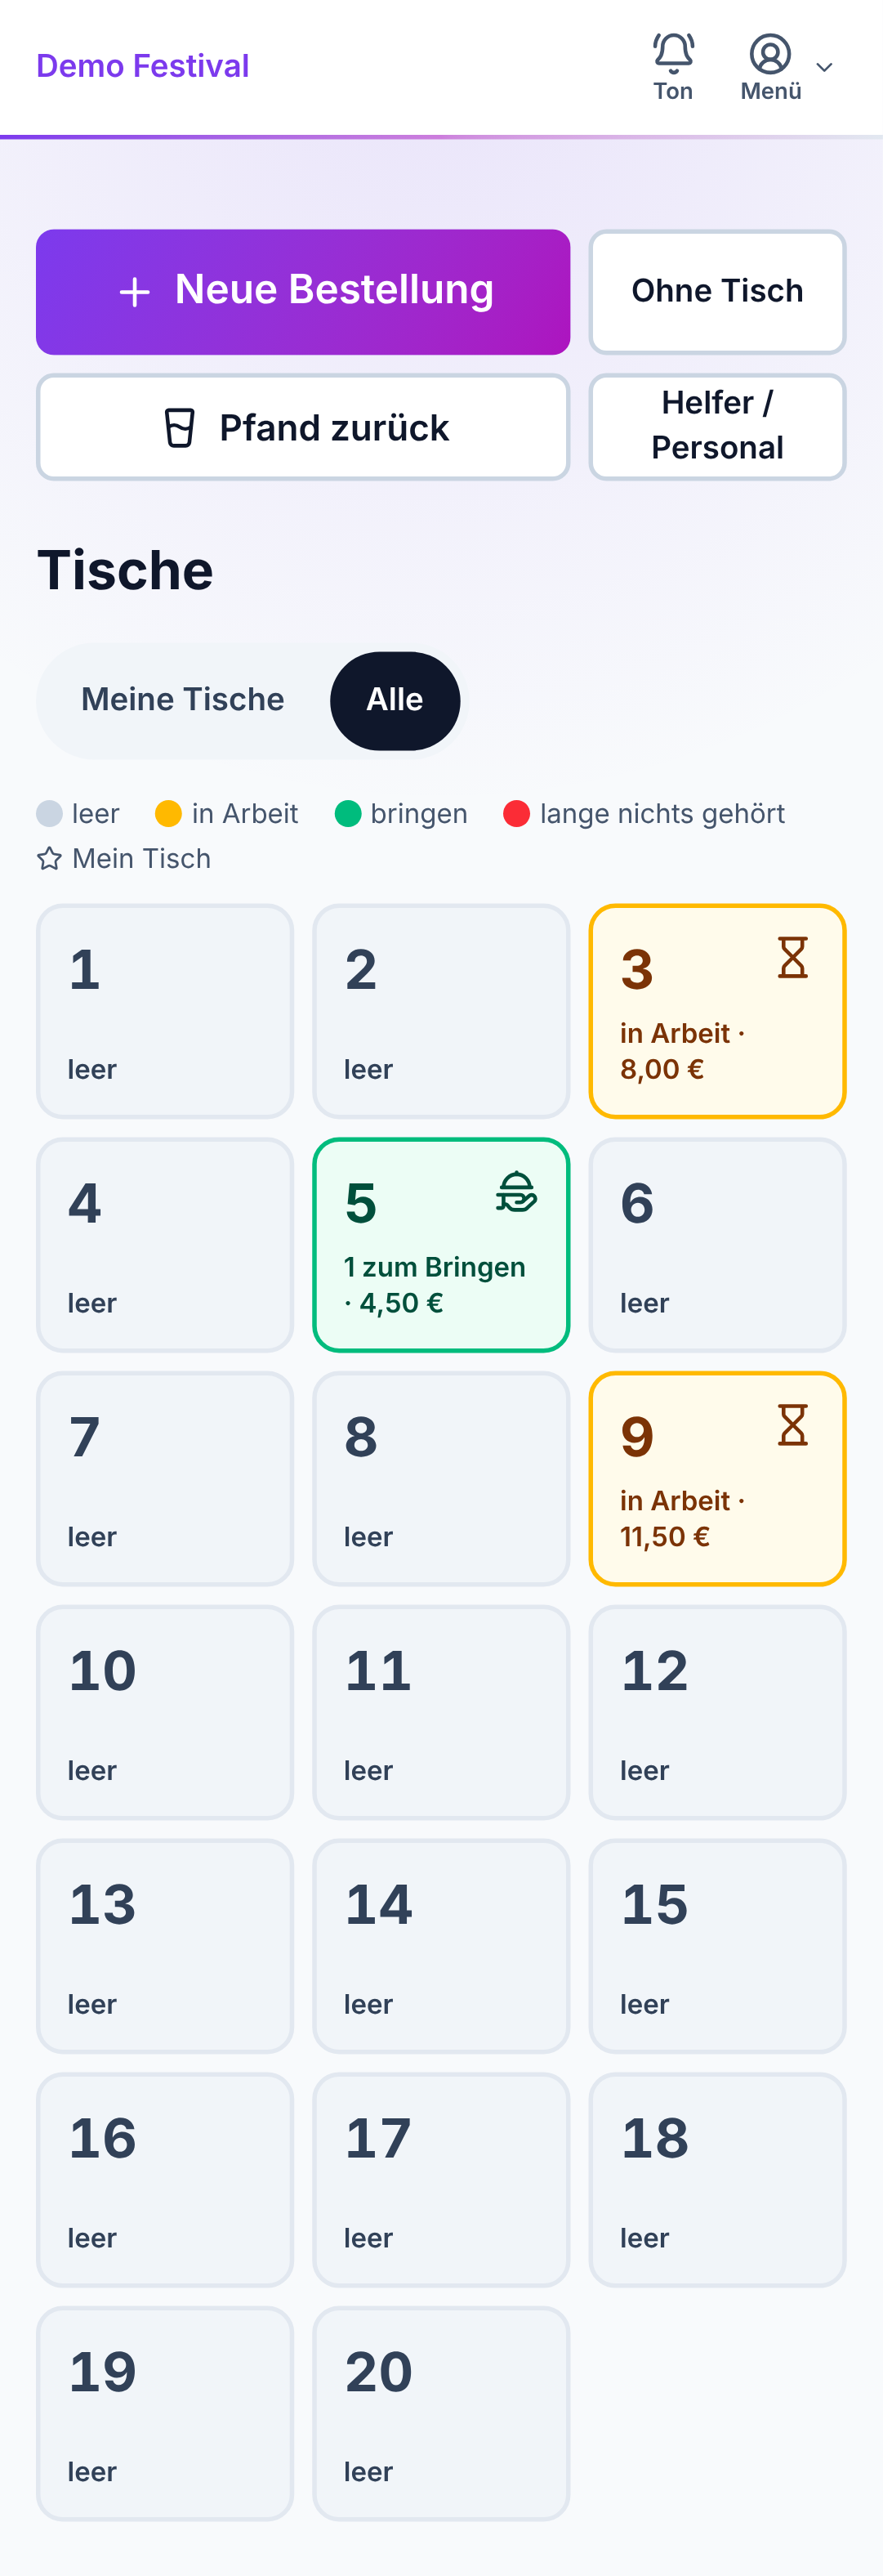 Demo Festival
Ton
Menü
Neue Bestellung
Ohne Tisch
Pfand zurück
Helfer /
Personal
Tische
Meine Tische
Alle
leer
in Arbeit
bringen
lange nichts gehört
Mein Tisch
1
leer
2
leer
3
in Arbeit ·
8,00 €
4
leer
5
1 zum Bringen
· 4,50 €
6
leer
7
leer
8
leer
9
in Arbeit ·
11,50 €
10
leer
11
leer
12
leer
13
leer
14
leer
15
leer
16
leer
17
leer
18
leer
19
leer
20
leer